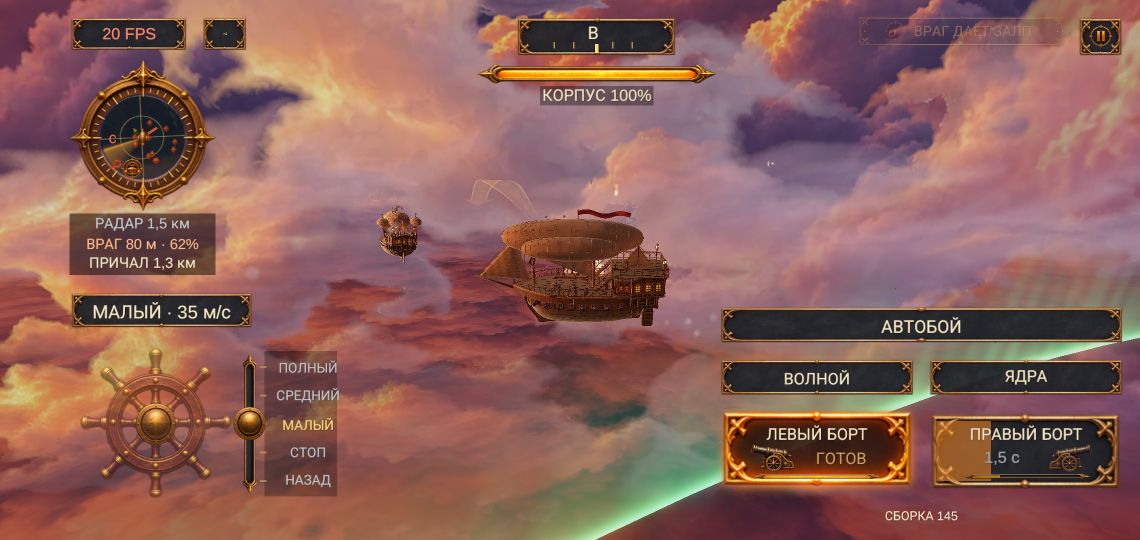 20 FPS
~
В
ВРАГ ДАЁТ ЗАЛП
КОРПУС 100%
С
РАДАР 1,5 км
ВРАГ 80 м · 62%
ПРИЧАЛ 1,3 км
МАЛЫЙ · 35 м/с
ПОЛНЫЙ
СРЕДНИЙ
МАЛЫЙ
СТОП
НАЗАД
АВТОБОЙ
ВОЛНОЙ
ЯДРА
ЛЕВЫЙ БОРТ
ГОТОВ
ПРАВЫЙ БОРТ
1,5 с
СБОРКА 145